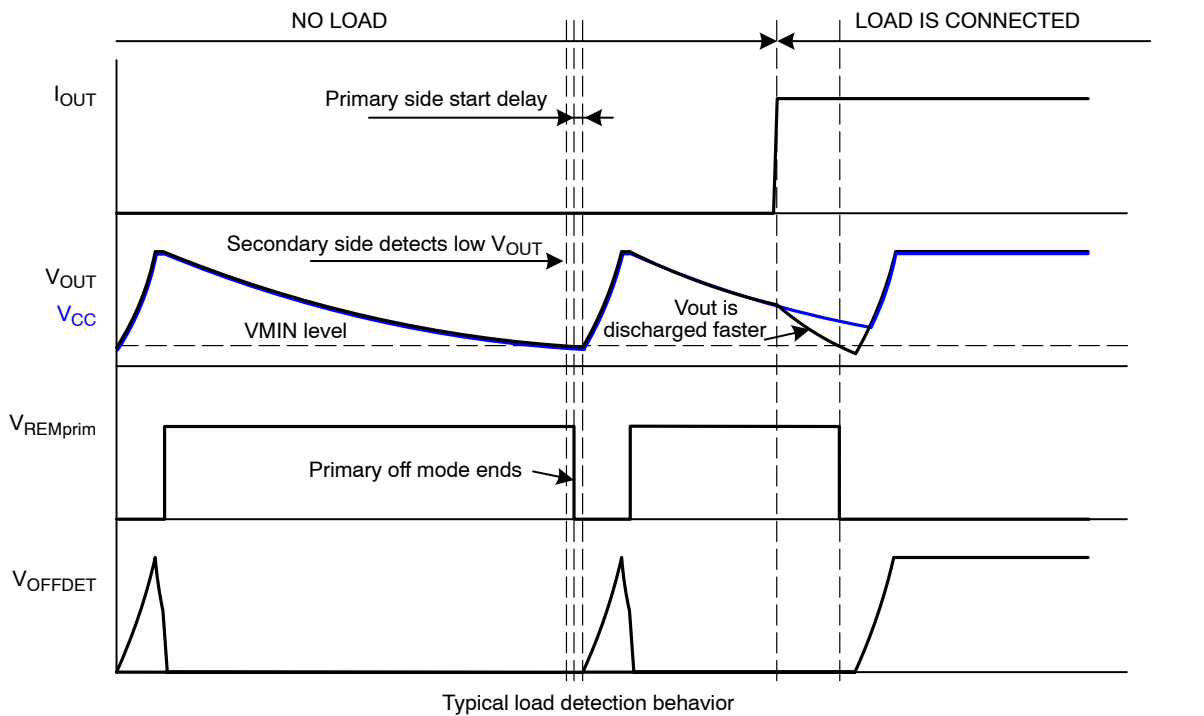 NO LOAD
LOAD IS CONNECTED
IOUT
Primary side start delay
Secondary side detects low VOUT
VOUT
VCC
VMIN level
Vout is
discharged faster
VREMprim
Primary off mode ends
VOFFDET
Typical load detection behavior